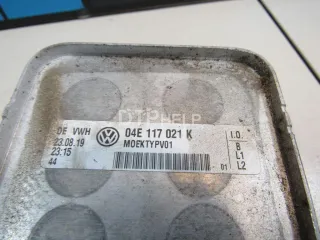 DTPHELP
DE VWH 04E 117 021 K I.O.
23.08.19 MOEKTYPV01 B
23:15 L1
44 01 L2